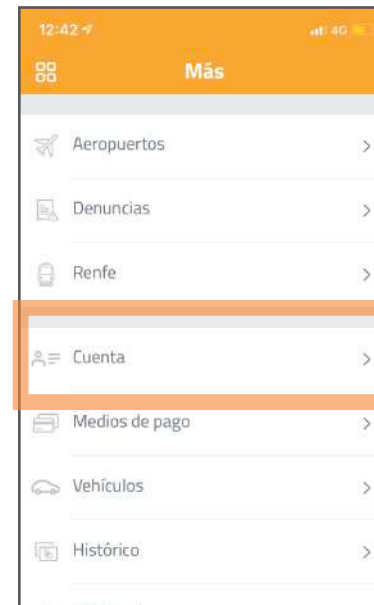 12:42 4G
Más
Aeropuertos
Denuncias
Renfe
Cuenta
Medios de pago
Vehículos
Histórico